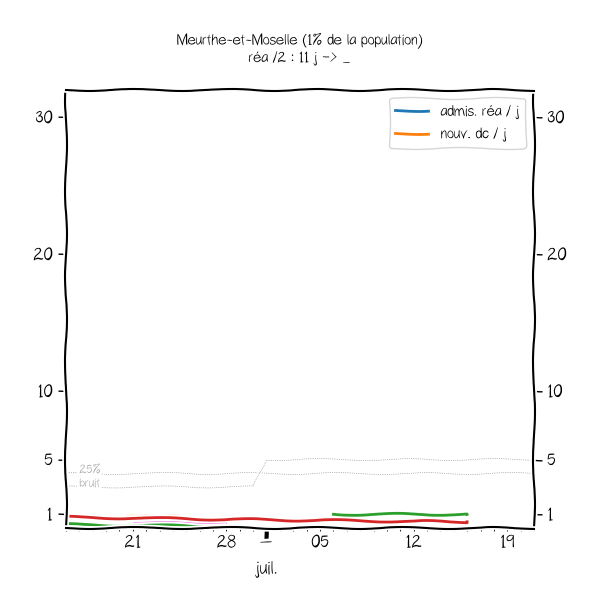 Meurthe-et-Moselle (1% de la population)
réa /2 : 11 j -> _
admis. réa / j
nouv. dc / j
30 30
20 20
10 10
5 5
25%
bruit
1 1
21 28 _ 05 12 19
juil.